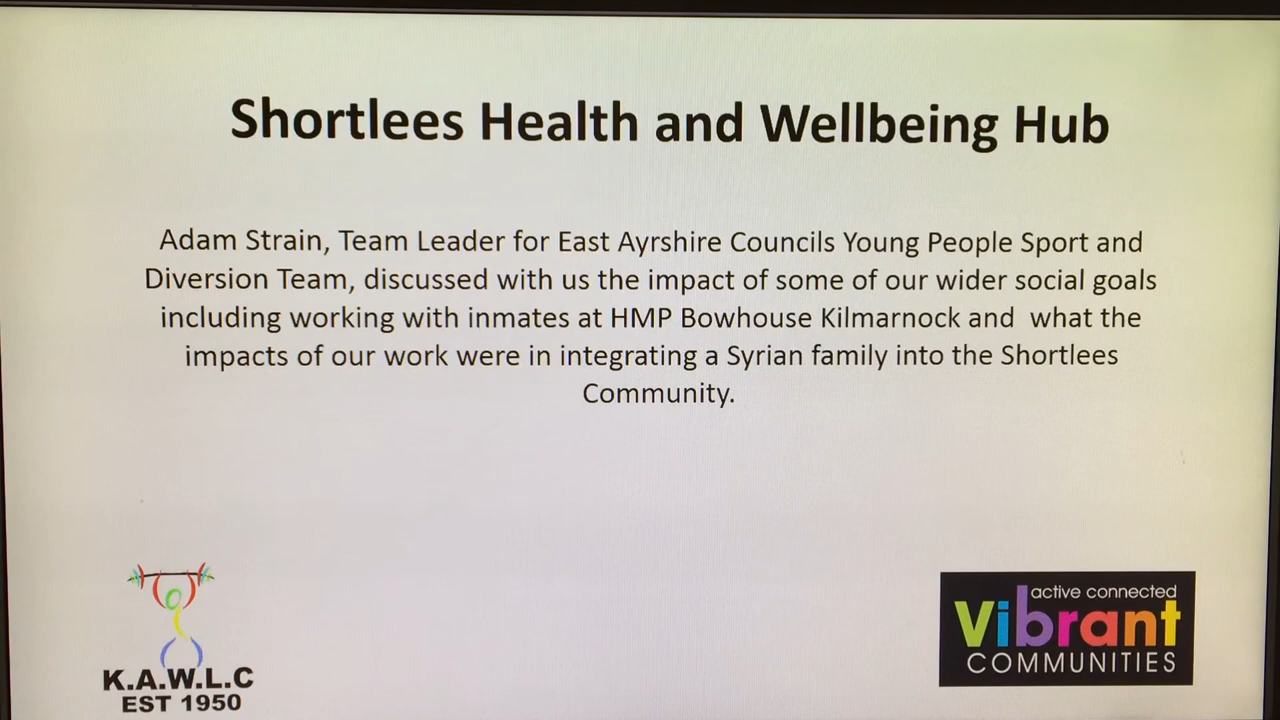 Shortlees Health and Wellbeing Hub
Adam Strain, Team Leader for East Ayrshire Councils Young People Sport and
Diversion Team, discussed with us the impact of some of our wider social goals
including working with inmates at HMP Bowhouse Kilmarnock and  what the
impacts of our work were in integrating a Syrian family into the Shortlees
Community.
K.A.W.L.C
EST 1950
active connected
Vibrant
COMMUNITIES